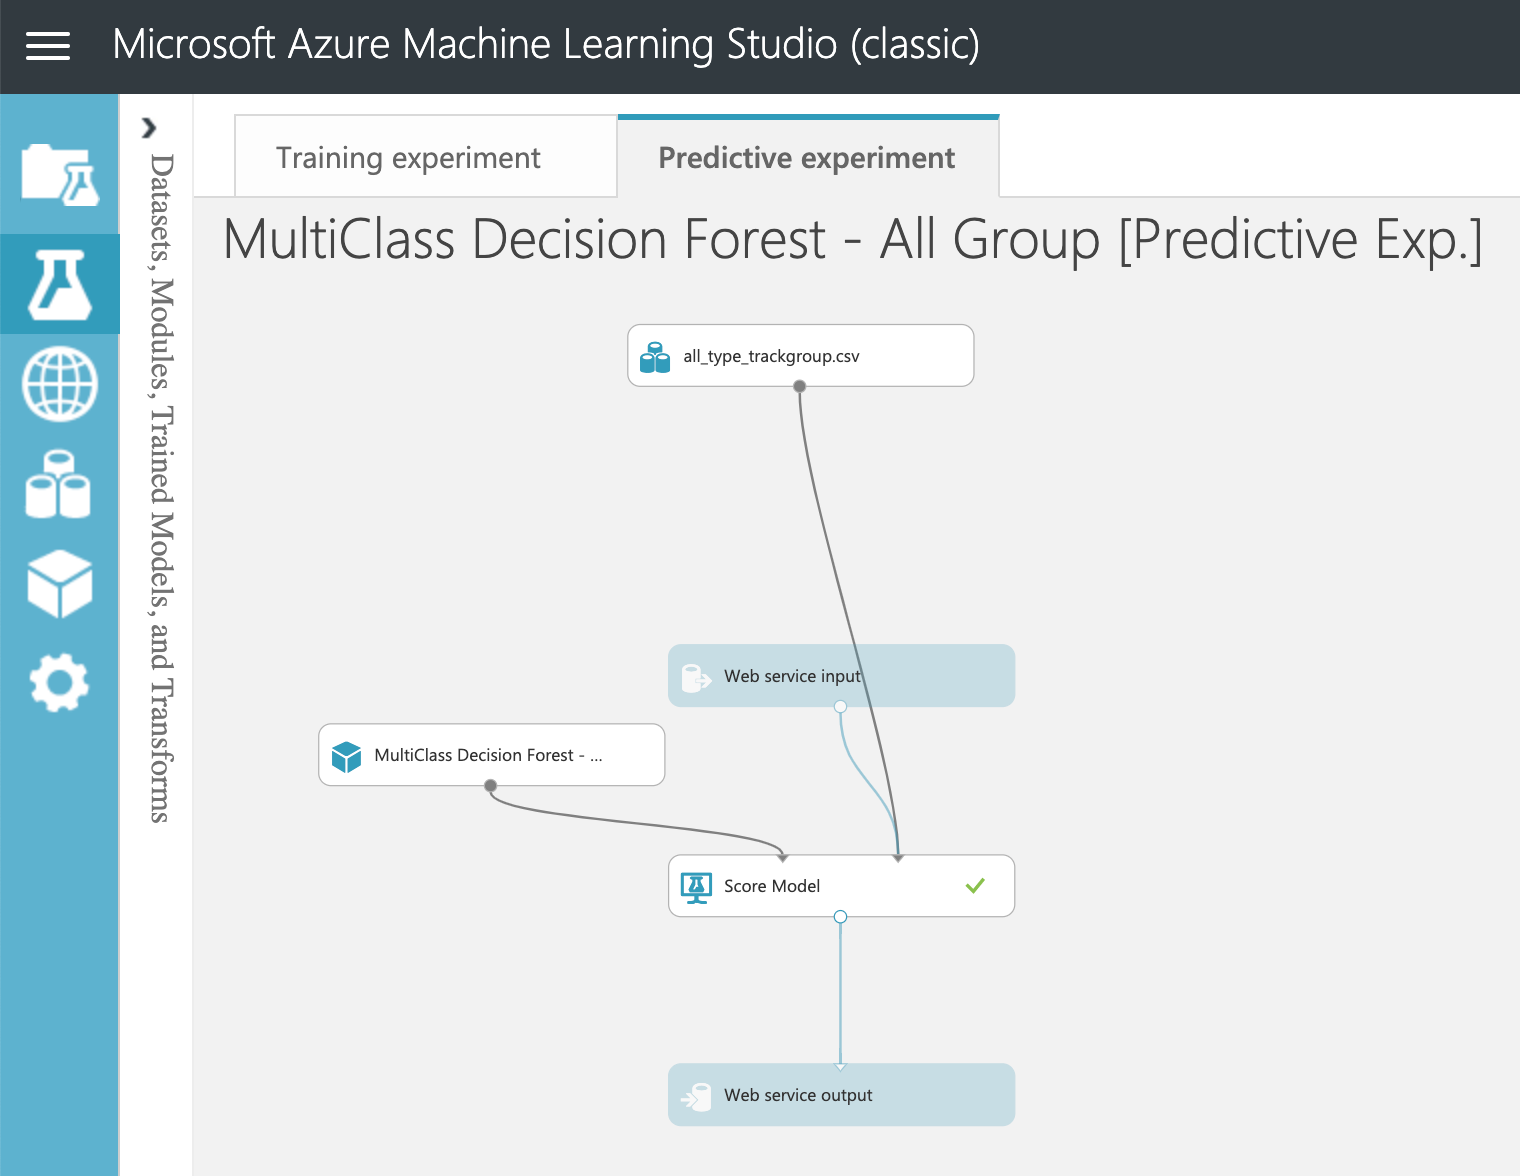 Microsoft Azure Machine Learning Studio (classic)
Datasets, Modules, Trained Models, and Transforms
Training experiment
Predictive experiment
MultiClass Decision Forest - All Group [Predictive Exp.]
all_type_trackgroup.csv
Web service input
MultiClass Decision Forest - ...
Score Model
Web service output